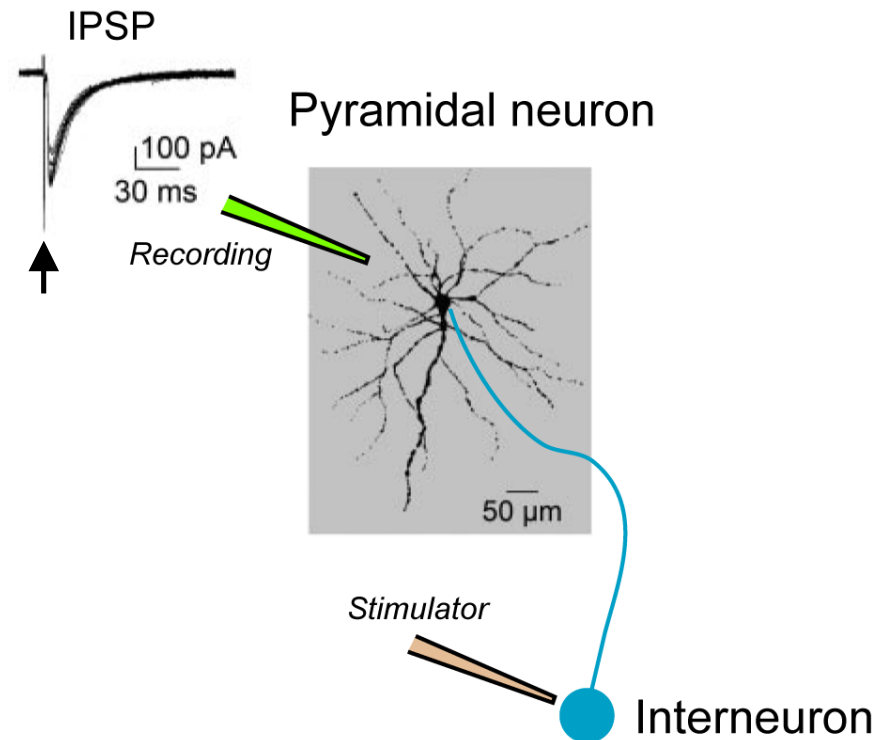 IPSP
Pyramidal neuron
100 pA
30 ms
Recording
50 µm
Stimulator
Interneuron